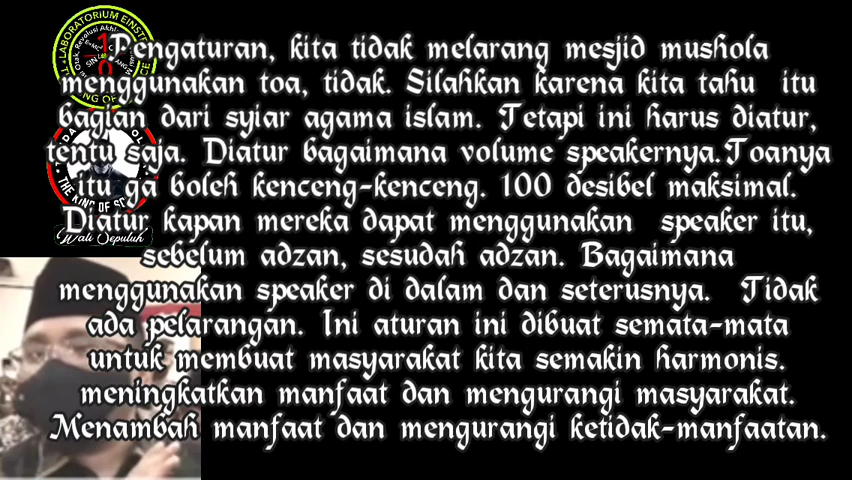 LABORATORIUM EINSTEIN
Pengaturan, kita tidak melarang mesjid mushola
menggunakan toa, tidak. Silahkan karena kita tahu itu
bagian dari syiar agama islam. Tetapi ini harus diatur,
tentu saja. Diatur bagaimana volume speakernya.Toanya
itu ga boleh kenceng-kenceng. 100 desibel maksimal.
Diatur kapan mereka dapat menggunakan speaker itu,
Wali Sepuluh
sebelum adzan, sesudah adzan. Bagaimana
menggunakan speaker di dalam dan seterusnya. Tidak
ada pelarangan. Ini aturan ini dibuat semata-mata
untuk membuat masyarakat kita semakin harmonis.
meningkatkan manfaat dan mengurangi masyarakat.
Menambah manfaat dan mengurangi ketidak-manfaatan.